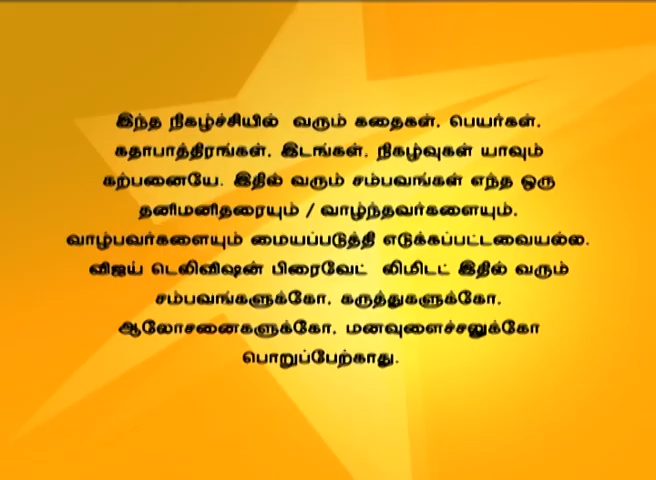 இந்த நிகழ்ச்சியில் வரும் கதைகள், பெயர்கள்,
கதாபாத்திரங்கள், இடங்கள், நிகழ்வுகள் யாவும்
கற்பனையே. இதில் வரும் சம்பவங்கள் எந்த ஒரு
தனிமனிதரையும் / வாழ்ந்தவர்களையும்,
வாழ்பவர்களையும் மையப்படுத்தி எடுக்கப்பட்டவையல்ல.
விஜய் டெலிவிஷன் பிரைவேட் லிமிடட் இதில் வரும்
சம்பவங்களுக்கோ, கருத்துகளுக்கோ,
ஆலோசனைகளுக்கோ, மனவுளைச்சலுக்கோ
பொறுப்பேற்காது.